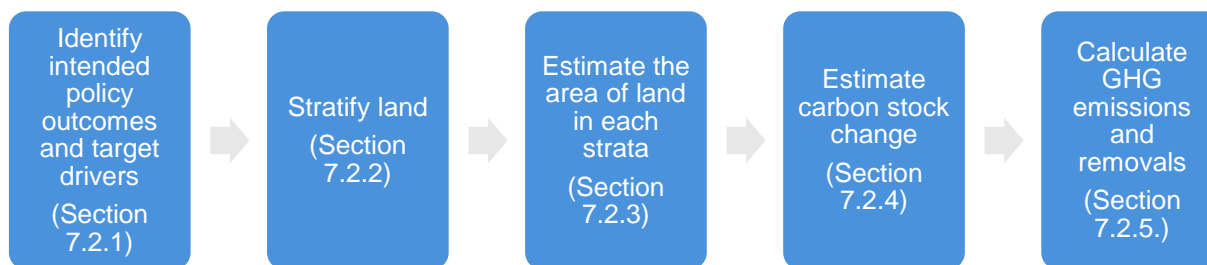 Identify
intended
policy
outcomes
and target
drivers
(Section
7.2.1)
Stratify land
(Section
7.2.2)
Estimate the
area of land
in each
strata
(Section
7.2.3)
Estimate
carbon stock
change
(Section
7.2.4)
Calculate
GHG
emissions
and
removals
(Section
7.2.5.)